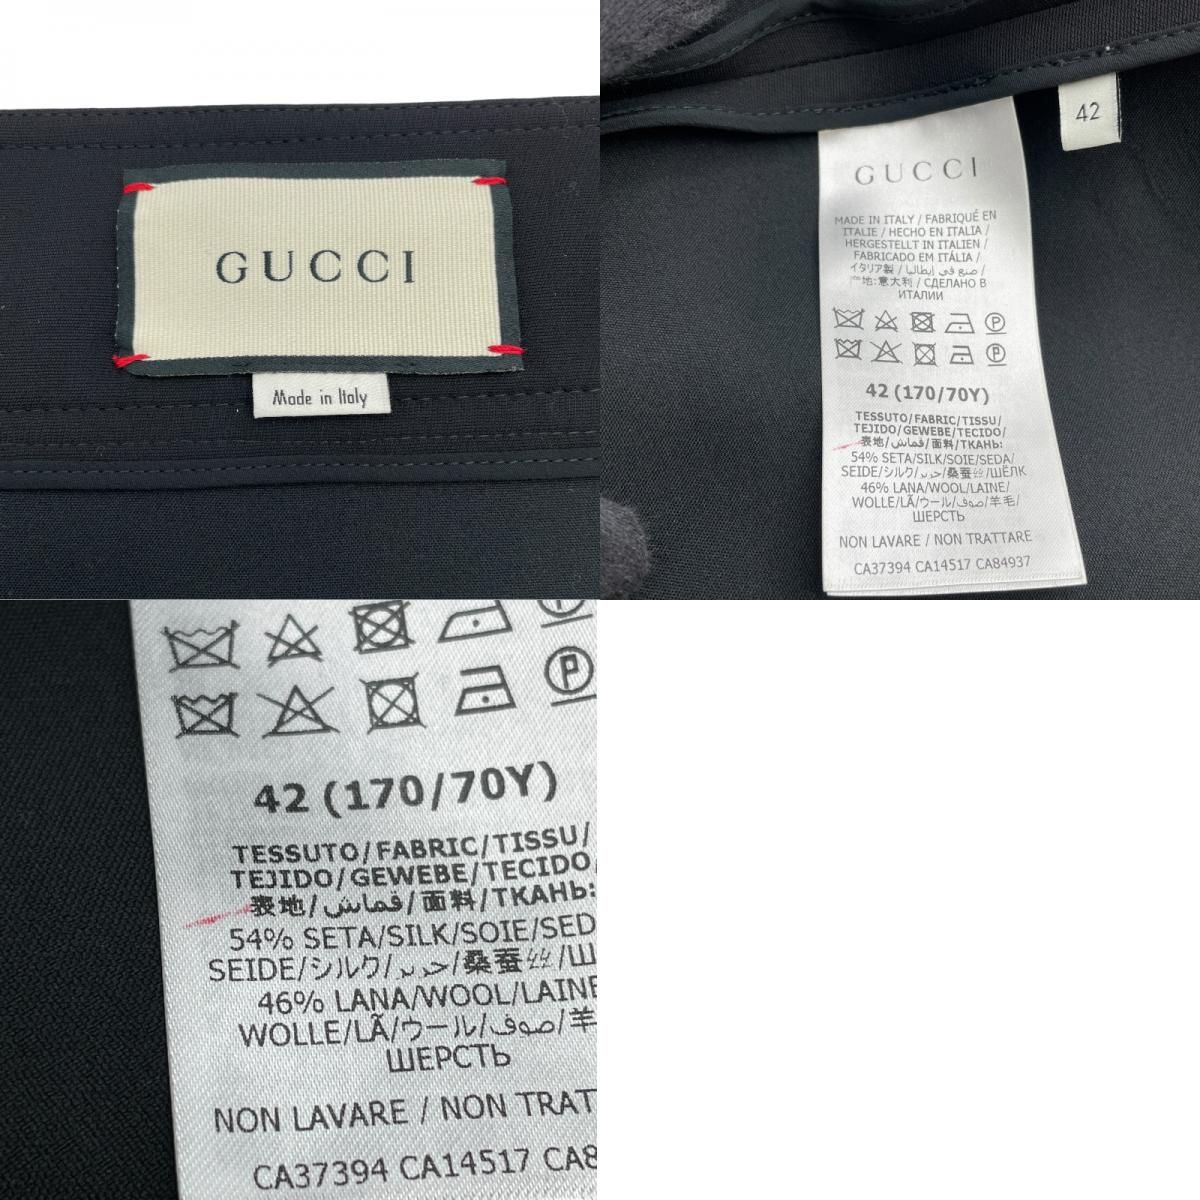 GUCCI
Made in Italy
42
GUCCI
MADE IN ITALY / FABRIQUÉ EN
ITALIE / HECHO EN ITALIA /
HERGESTELLT IN ITALIEN /
FABRICADO EM ITÁLIA /
イタリア製 / صنع في إيطاليا /
地:意大利 / СДЕЛАНО В
ИТАЛИИ
P
P
42 (170/70Y)
TESSUTO/FABRIC/TISSU/
TEJIDO/GEWEBE/TECIDO/
表地/قماش/面料/ТКАНЬ:
54% SETA/SILK/SOIE/SEDA/
SEIDE/シルク/حرير/桑蚕丝/ШЁЛК
46% LANA/WOOL/LAINE/
WOLLE/LÃ/ウール/صوف/羊毛/
ШЕРСТЬ
NON LAVARE / NON TRATTARE
CA37394 CA14517 CA84937
P
42 (170/70Y)
TESSUTO/FABRIC/TISSU/
TEJIDO/GEWEBE/TECIDO
表地/قماش/面料/ТКАНЬ:
54% SETA/SILK/SOIE/SED
SEIDE/シルク/حرير/桑蚕丝/Ш
46% LANA/WOOL/LAINE
WOLLE/LÃ/ウール/صوف/羊
ШЕРСТЬ
NON LAVARE / NON TRAT
CA37394 CA14517 CA8